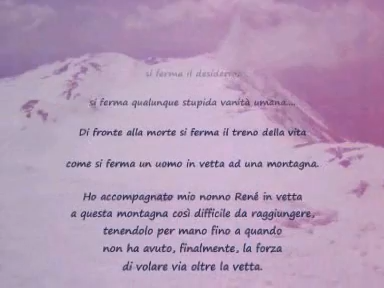 si ferma il desiderio
si ferma qualunque stupida vanità umana....
Di fronte alla morte si ferma il treno della vita
come si ferma un uomo in vetta ad una montagna.
Ho accompagnato mio nonno René in vetta
a questa montagna così difficile da raggiungere,
tenendolo per mano fino a quando
non ha avuto, finalmente, la forza
di volare via oltre la vetta.